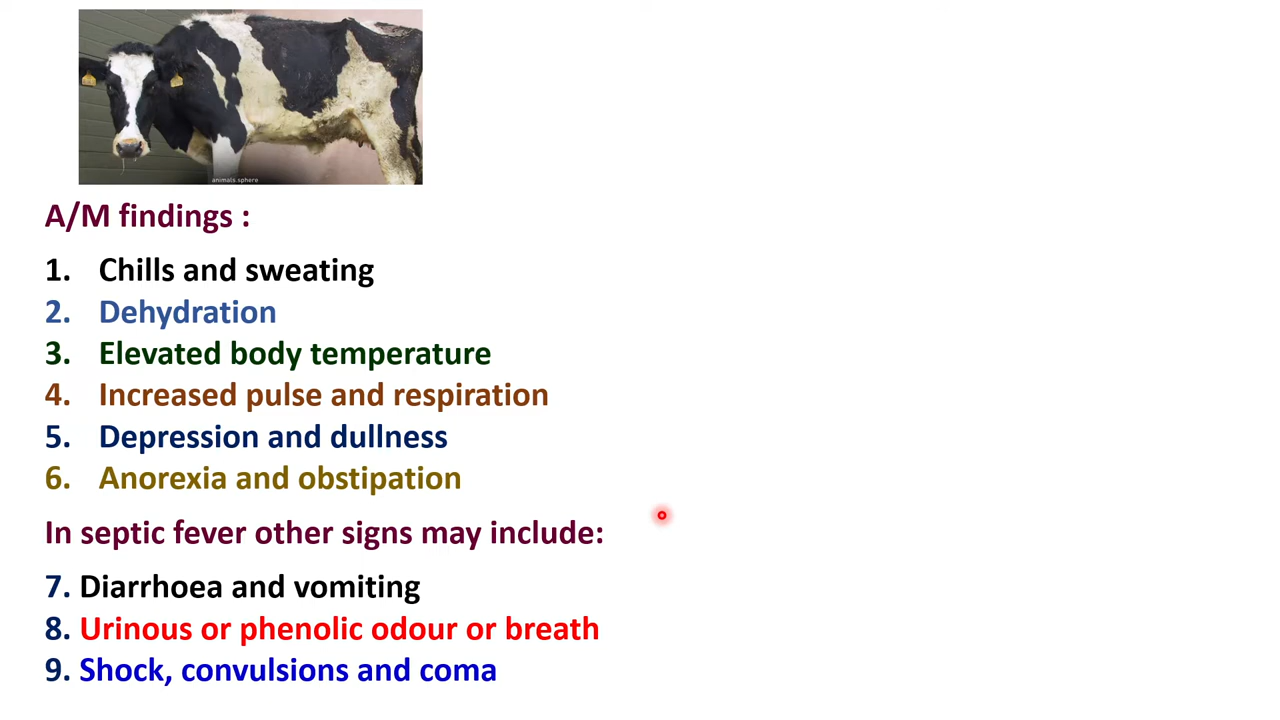 animals sphere
A/M findings :
1. Chills and sweating
2. Dehydration
3. Elevated body temperature
4. Increased pulse and respiration
5. Depression and dullness
6. Anorexia and obstipation
In septic fever other signs may include:
7. Diarrhoea and vomiting
8. Urinous or phenolic odour or breath
9. Shock, convulsions and coma